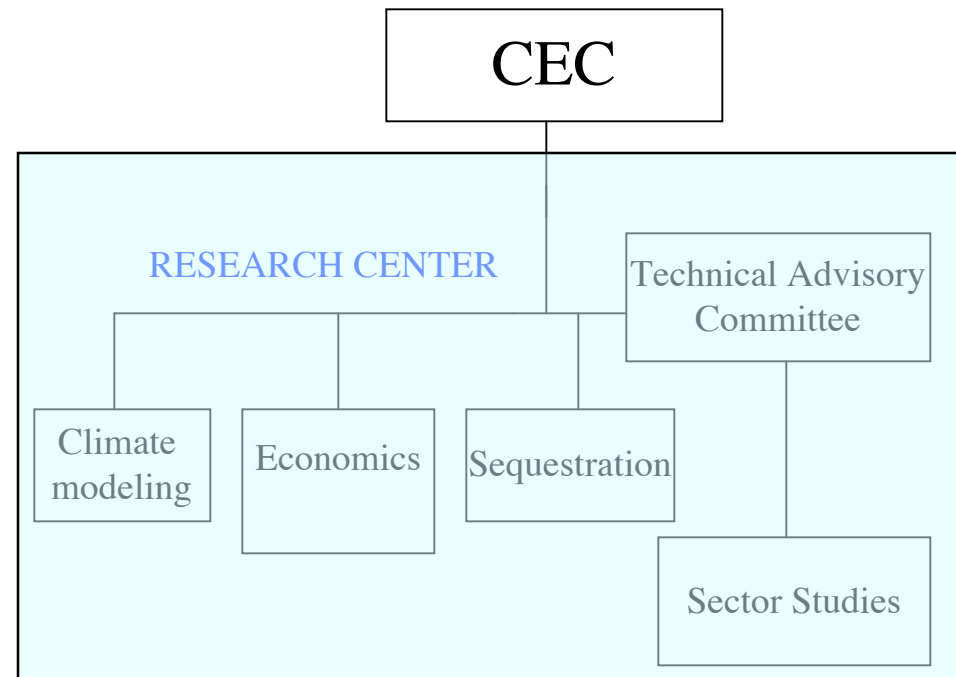 CEC
RESEARCH CENTER
Technical Advisory
Committee
Climate
modeling
Economics
Sequestration
Sector Studies